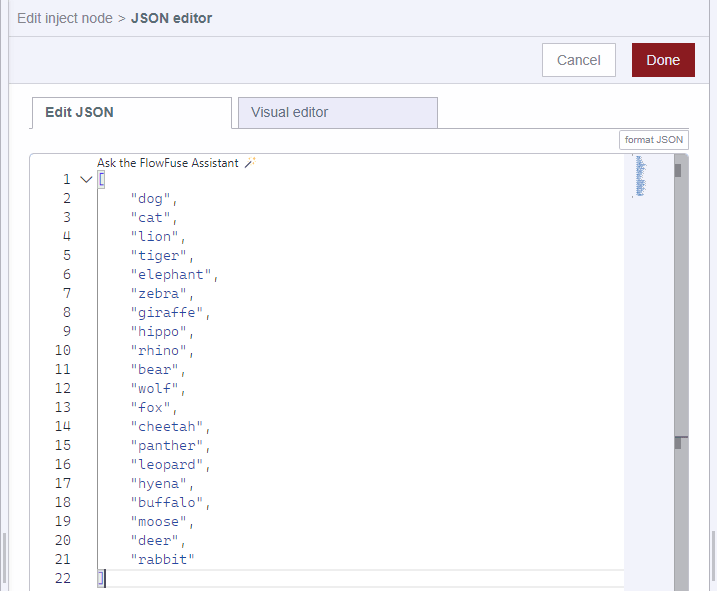 Edit inject node > JSON editor
Cancel Done
Edit JSON Visual editor
format JSON
Ask the FlowFuse Assistant
1 [
2 "dog",
3 "cat",
4 "lion",
5 "tiger",
6 "elephant",
7 "zebra",
8 "giraffe",
9 "hippo",
10 "rhino",
11 "bear",
12 "wolf",
13 "fox",
14 "cheetah",
15 "panther",
16 "leopard",
17 "hyena",
18 "buffalo",
19 "moose",
20 "deer",
21 "rabbit"
22 ]